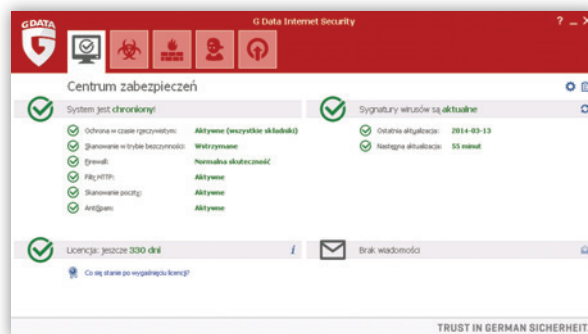 G DATA
G Data Internet Security
Centrum zabezpieczeń
System jest chroniony!
Ochrona w czasie rzeczywistym: Aktywne (wszystkie składniki)
Skanowanie w trybie bezczynności: Wstrzymane
Firewall: Normalna skuteczność
Filtr HTTP: Aktywne
Skanowanie poczty: Aktywne
AntiSpam: Aktywne
Sygnatury wirusów są aktualne
Ostatnia aktualizacja: 2014-03-13
Następna aktualizacja: 55 minut
Licencja: jeszcze 330 dni
Co się stanie po wygaśnięciu licencji?
Brak wiadomości
TRUST IN GERMAN SICHERHEIT